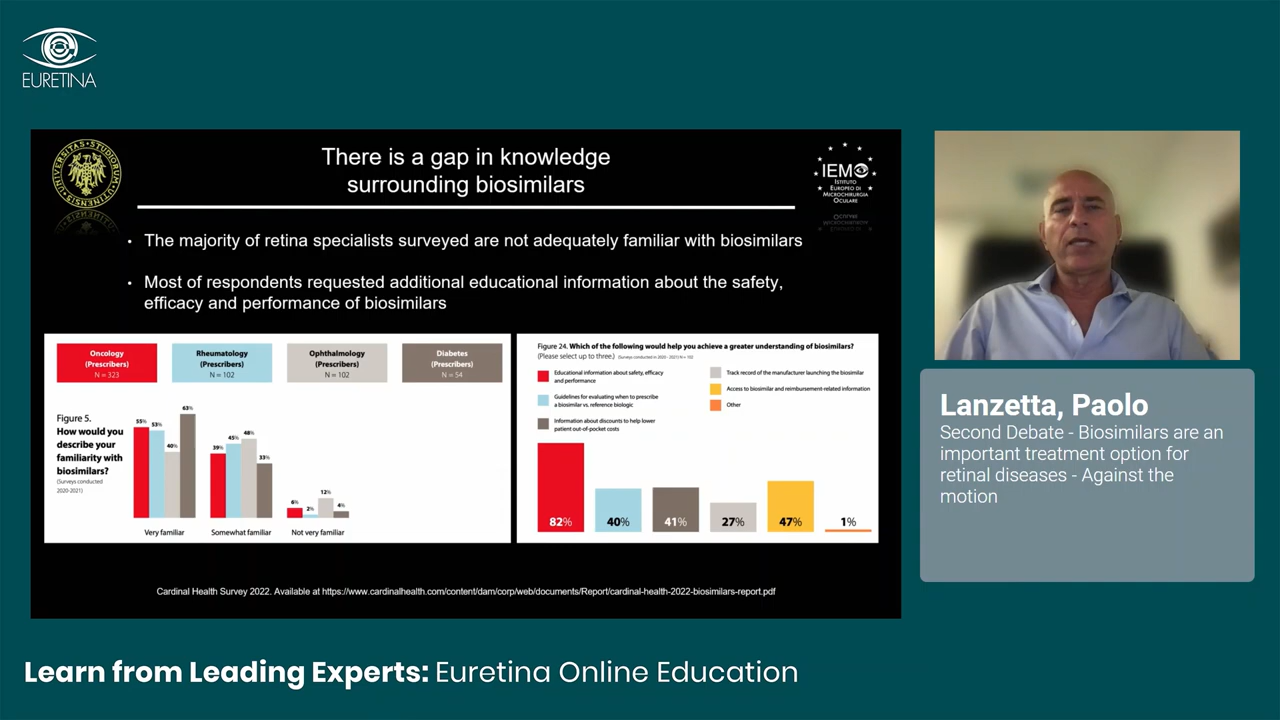 EURETINA
There is a gap in knowledge
surrounding biosimilars
IEMO
ISTITUTO
EUROPEO DI
MICROCHIRURGIA
OCULARE
• The majority of retina specialists surveyed are not adequately familiar with biosimilars
• Most of respondents requested additional educational information about the safety,
efficacy and performance of biosimilars
Oncology
(Prescribers)
N = 323
Rheumatology
(Prescribers)
N = 102
Ophthalmology
(Prescribers)
N = 102
Diabetes
(Prescribers)
N = 54
Figure 5.
How would you
describe your
familiarity with
biosimilars?
(Surveys conducted
2020-2021)
55% 53% 40% 63%
39% 45% 48% 33%
6% 2% 12% 4%
Very familiar
Somewhat familiar
Not very familiar
Figure 24. Which of the following would help you achieve a greater understanding of biosimilars?
(Please select up to three.) (Surveys conducted in 2020 - 2021) N = 102
Educational information about safety, efficacy
and performance
Guidelines for evaluating when to prescribe
a biosimilar vs. reference biologic
Information about discounts to help lower
patient out-of-pocket costs
Track record of the manufacturer launching the biosimilar
Access to biosimilar and reimbursement-related information
Other
82% 40% 41% 27% 47% 1%
Cardinal Health Survey 2022. Available at https://www.cardinalhealth.com/content/dam/corp/web/documents/Report/cardinal-health-2022-biosimilars-report.pdf
Lanzetta, Paolo
Second Debate - Biosimilars are an
important treatment option for
retinal diseases - Against the
motion
Learn from Leading Experts: Euretina Online Education